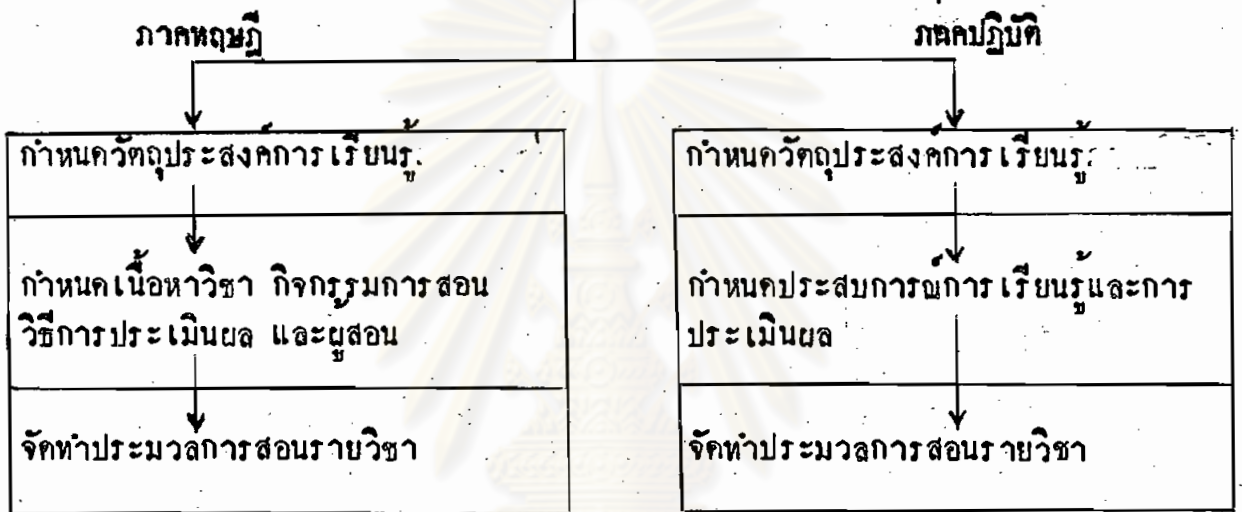 ภาคทฤษฎี
ภาคปฏิบัติ
กำหนดวัตถุประสงค์การเรียนรู้
กำหนดเนื้อหาวิชา กิจกรรมการสอน
วิธีการประเมินผล และผู้สอน
จัดทำประมวลการสอนรายวิชา
กำหนดวัตถุประสงค์การเรียนรู้
กำหนดประสบการณ์การเรียนรู้และการ
ประเมินผล
จัดทำประมวลการสอนรายวิชา